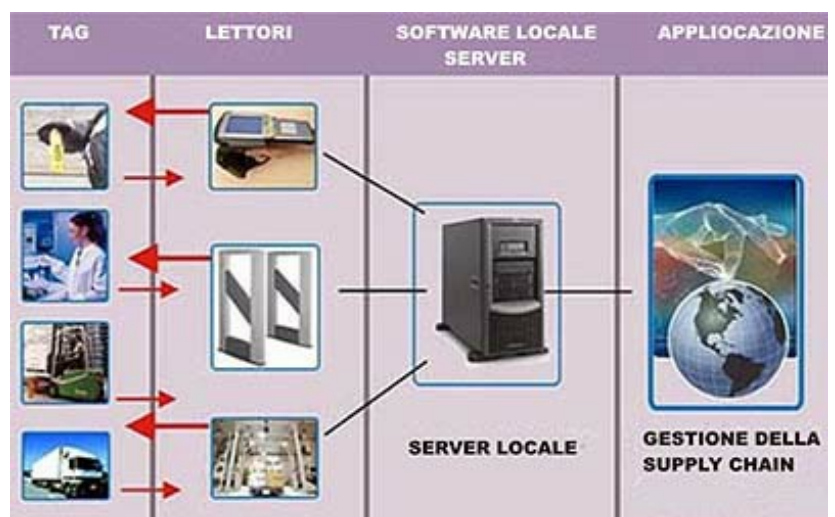 TAG
LETTORI
SOFTWARE LOCALE
SERVER
APPLIOCAZIONE
SERVER LOCALE
GESTIONE DELLA
SUPPLY CHAIN